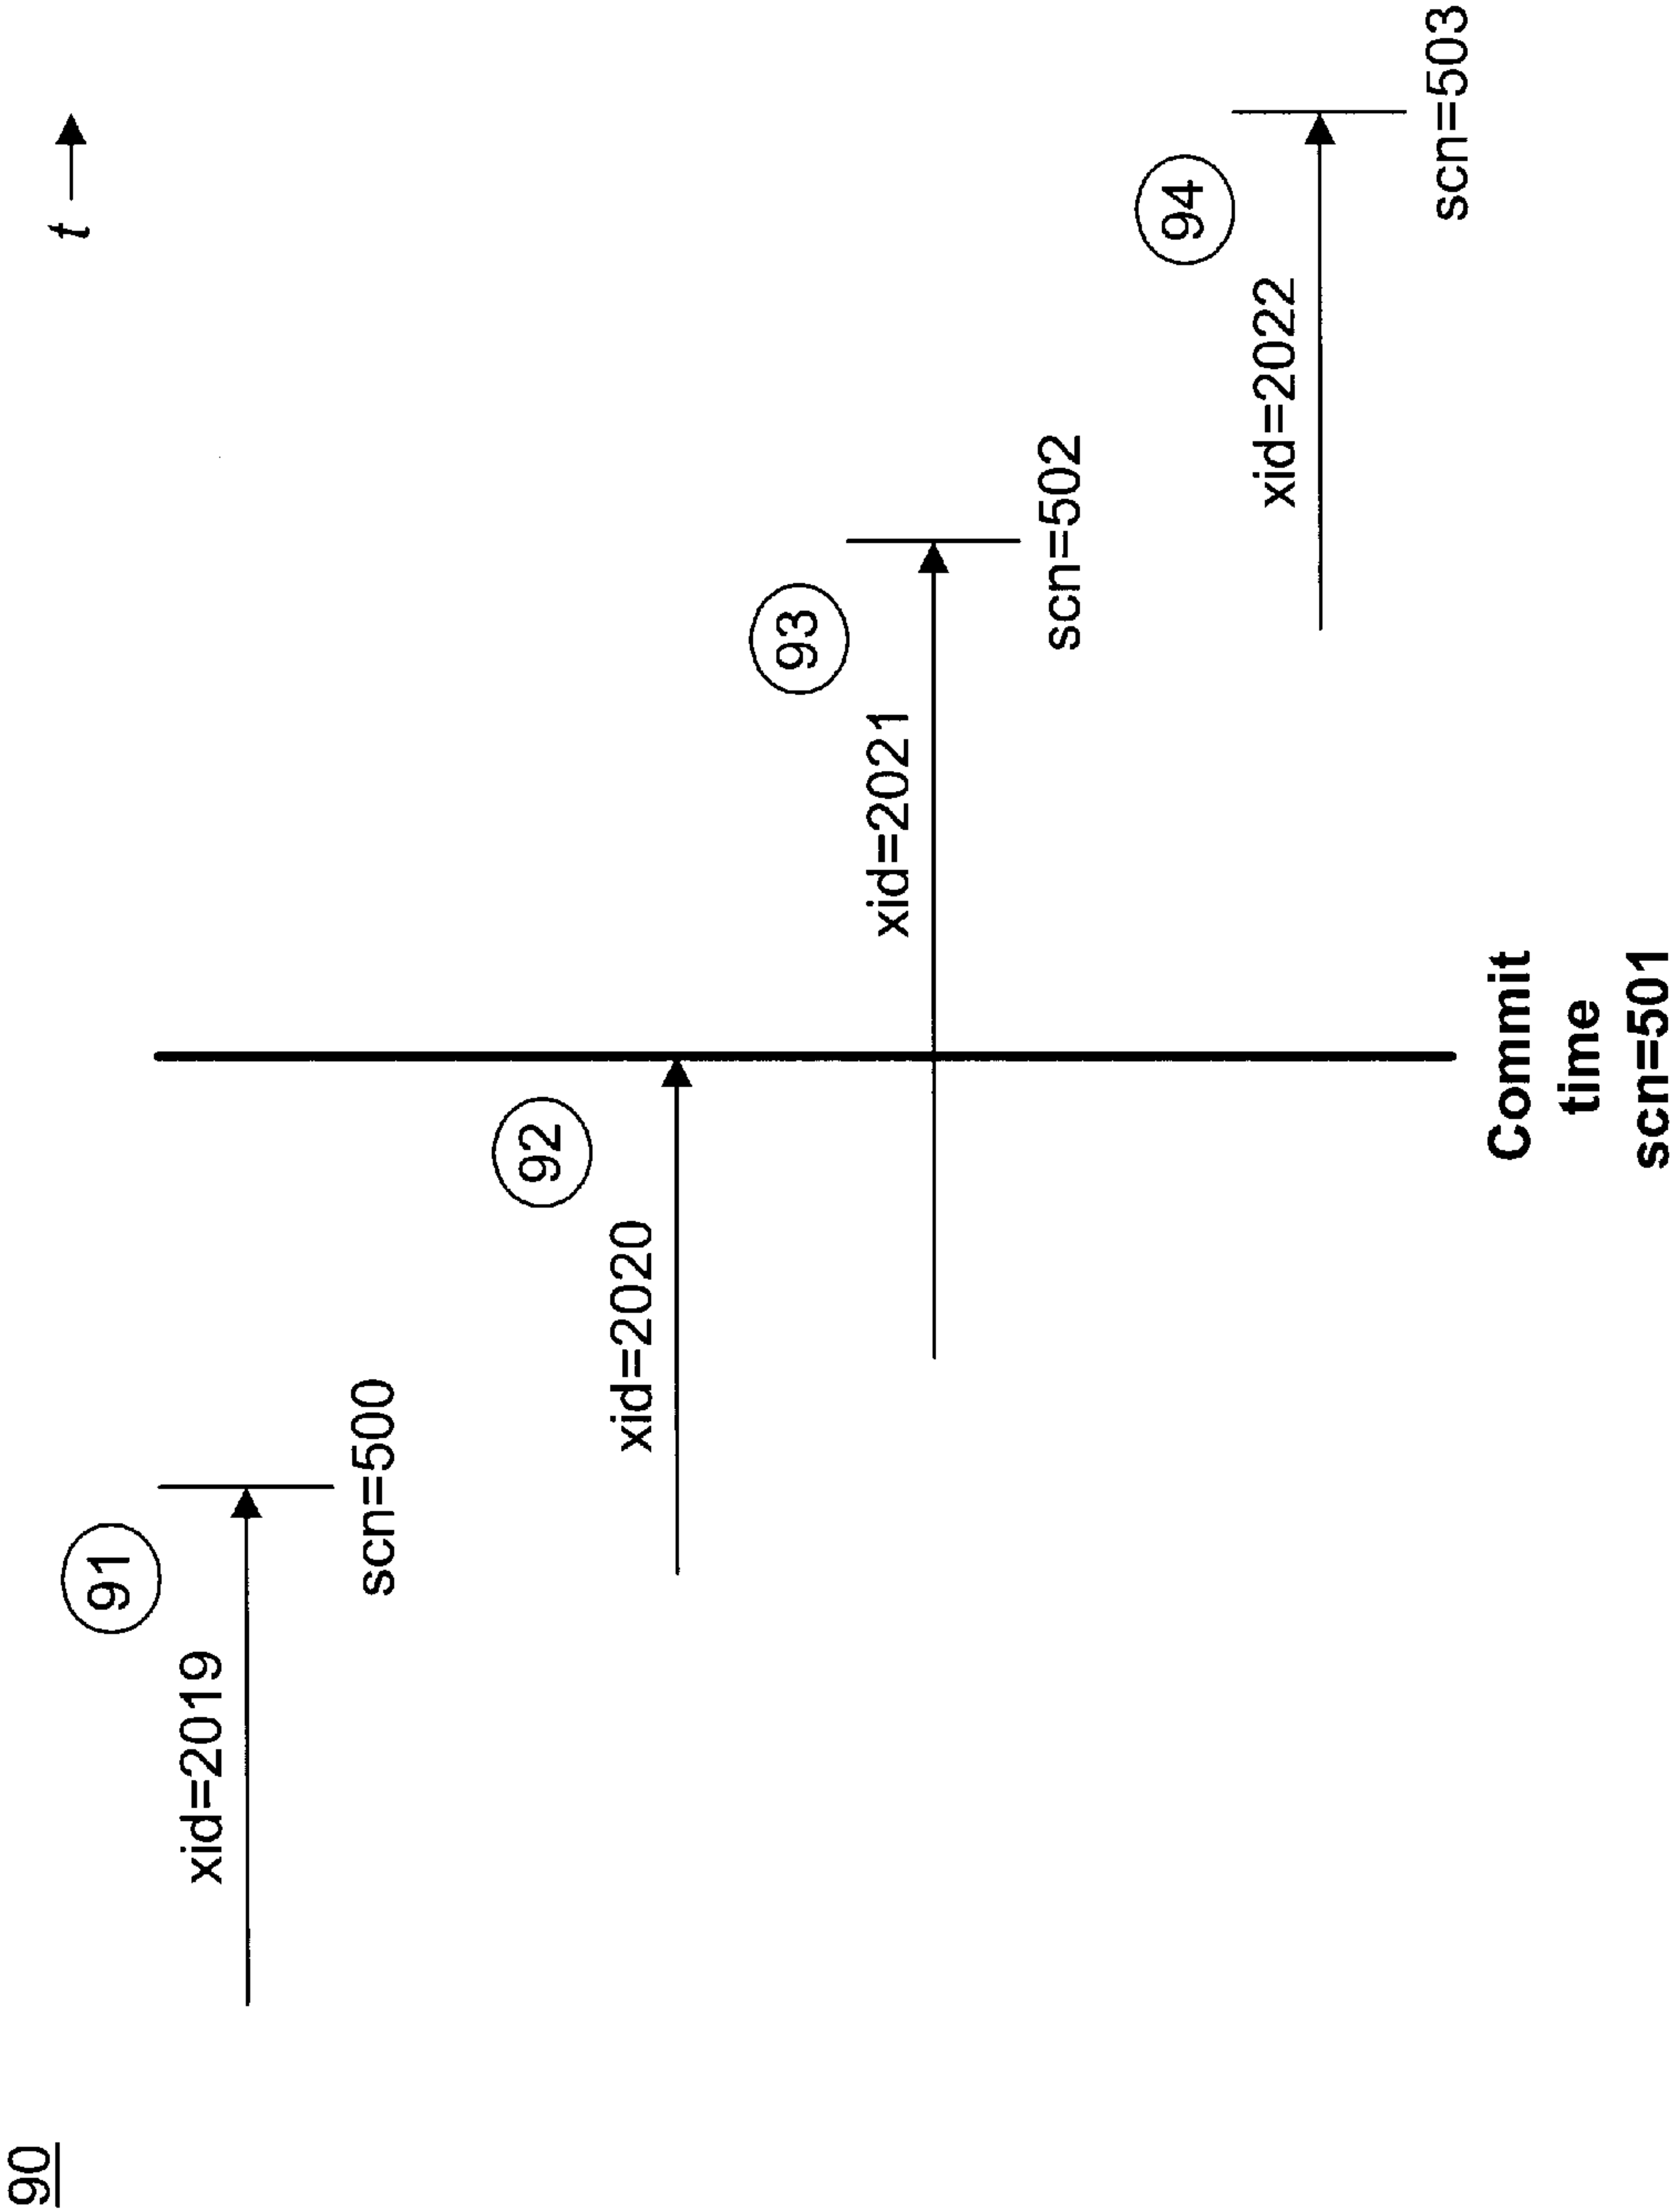 90
t
91
xid=2019
scn=500
92
xid=2020
93
xid=2021
scn=502
94
xid=2022
scn=503
Commit
time
scn=501